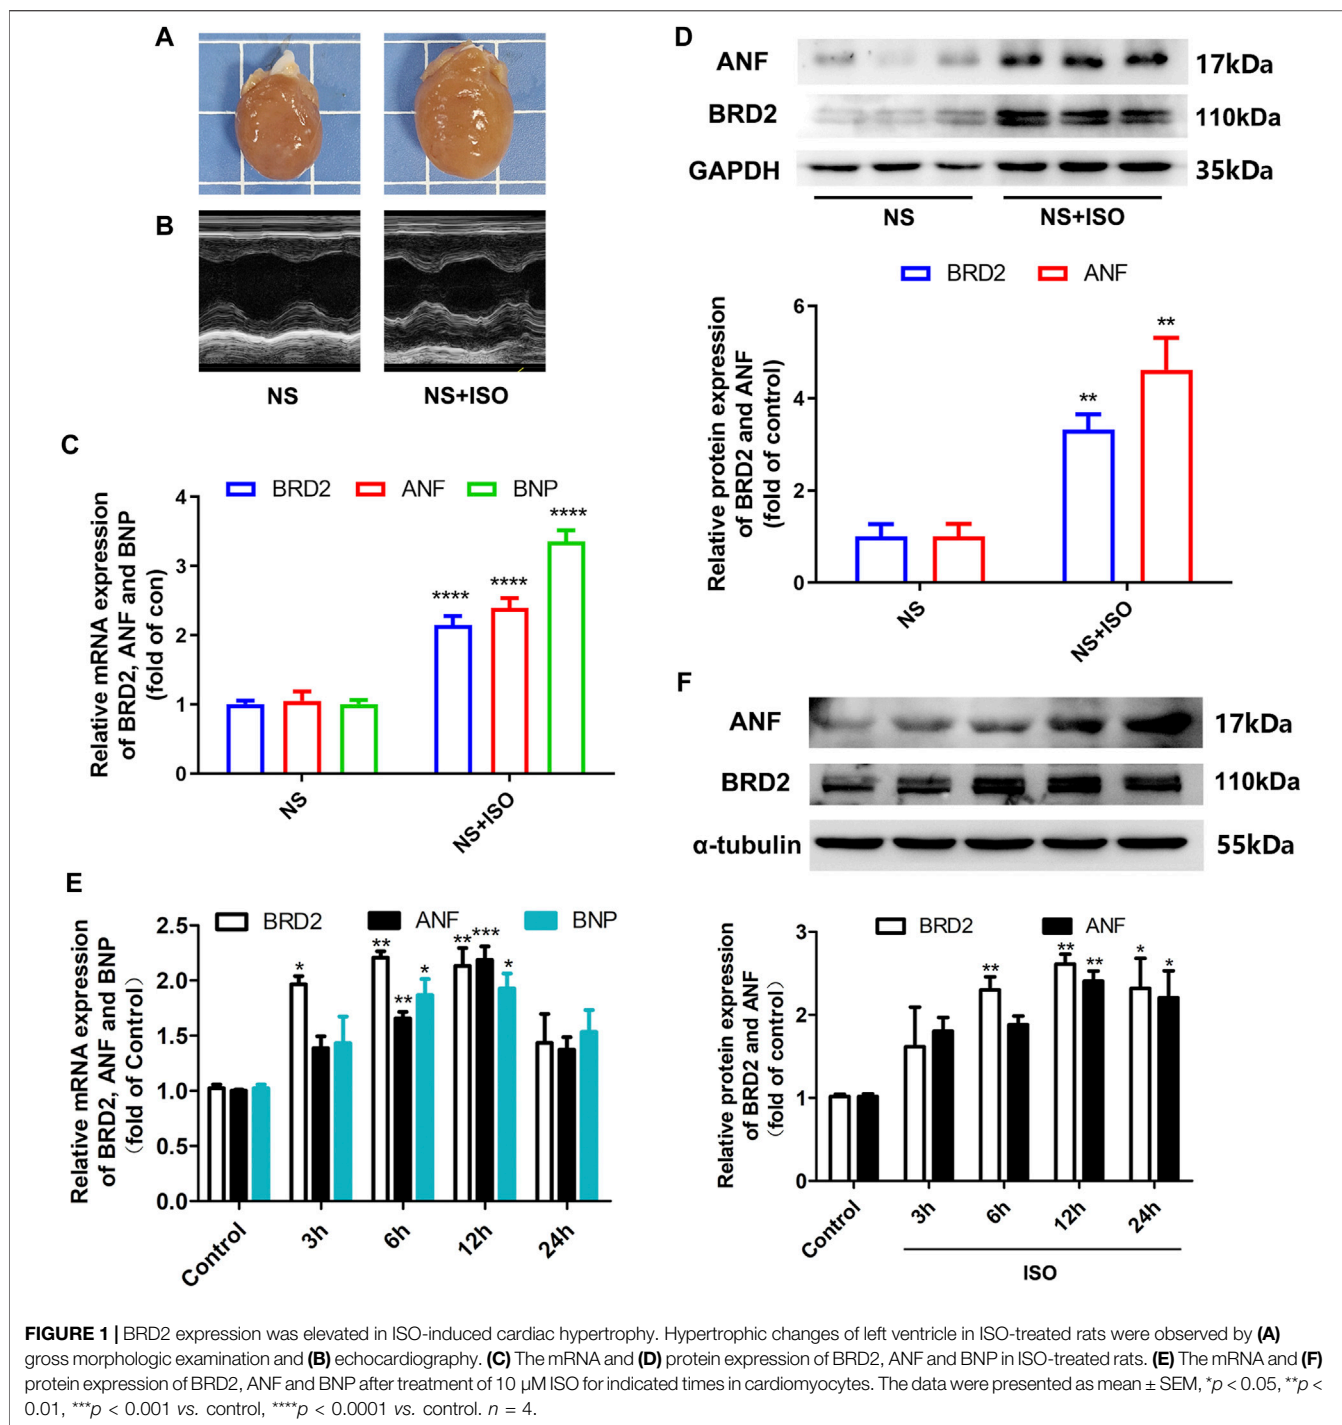 A
B
NS
NS+ISO
C
Relative mRNA expression
of BRD2, ANF and BNP
(fold of con)
BRD2
ANF
BNP
4
3
2
1
0
****
****
****
NS
NS+ISO
D
ANF
17kDa
BRD2
110kDa
GAPDH
35kDa
NS
NS+ISO
BRD2
ANF
Relative protein expression
of BRD2 and ANF
(fold of control)
6
4
2
0
**
**
NS
NS+ISO
E
Relative mRNA expression
of BRD2, ANF and BNP
(fold of Control)
BRD2
ANF
BNP
2.5
2.0
1.5
1.0
0.5
0.0
*
**
**
*
**
***
*
Control
3h
6h
12h
24h
F
ANF
17kDa
BRD2
110kDa
α-tubulin
55kDa
Relative protein expression
of BRD2 and ANF
(fold of control)
BRD2
ANF
3
2
1
0
**
**
**
*
*
Control
3h
6h
12h
24h
ISO
FIGURE 1 | BRD2 expression was elevated in ISO-induced cardiac hypertrophy. Hypertrophic changes of left ventricle in ISO-treated rats were observed by (A)
gross morphologic examination and (B) echocardiography. (C) The mRNA and (D) protein expression of BRD2, ANF and BNP in ISO-treated rats. (E) The mRNA and (F)
protein expression of BRD2, ANF and BNP after treatment of 10 µM ISO for indicated times in cardiomyocytes. The data were presented as mean ± SEM, *p < 0.05, **p <
0.01, ***p < 0.001 vs. control, ****p < 0.0001 vs. control. n = 4.